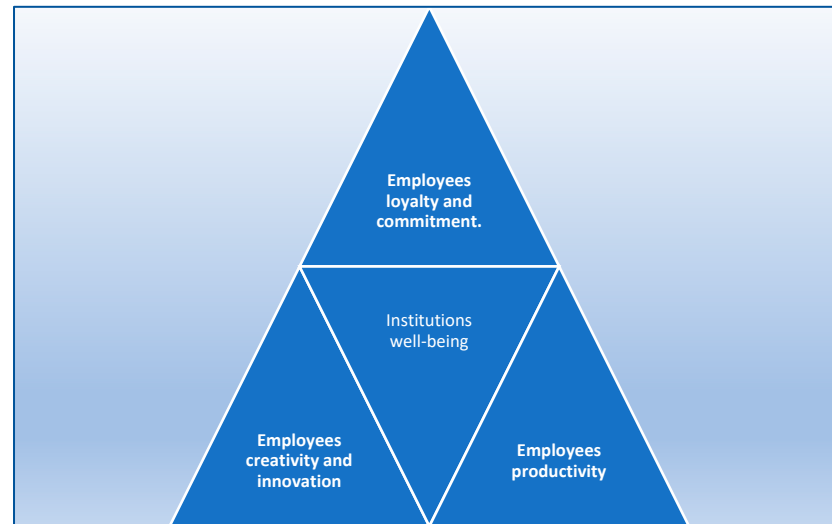 Employees
loyalty and
commitment.
Institutions
well-being
Employees
creativity and
innovation
Employees
productivity